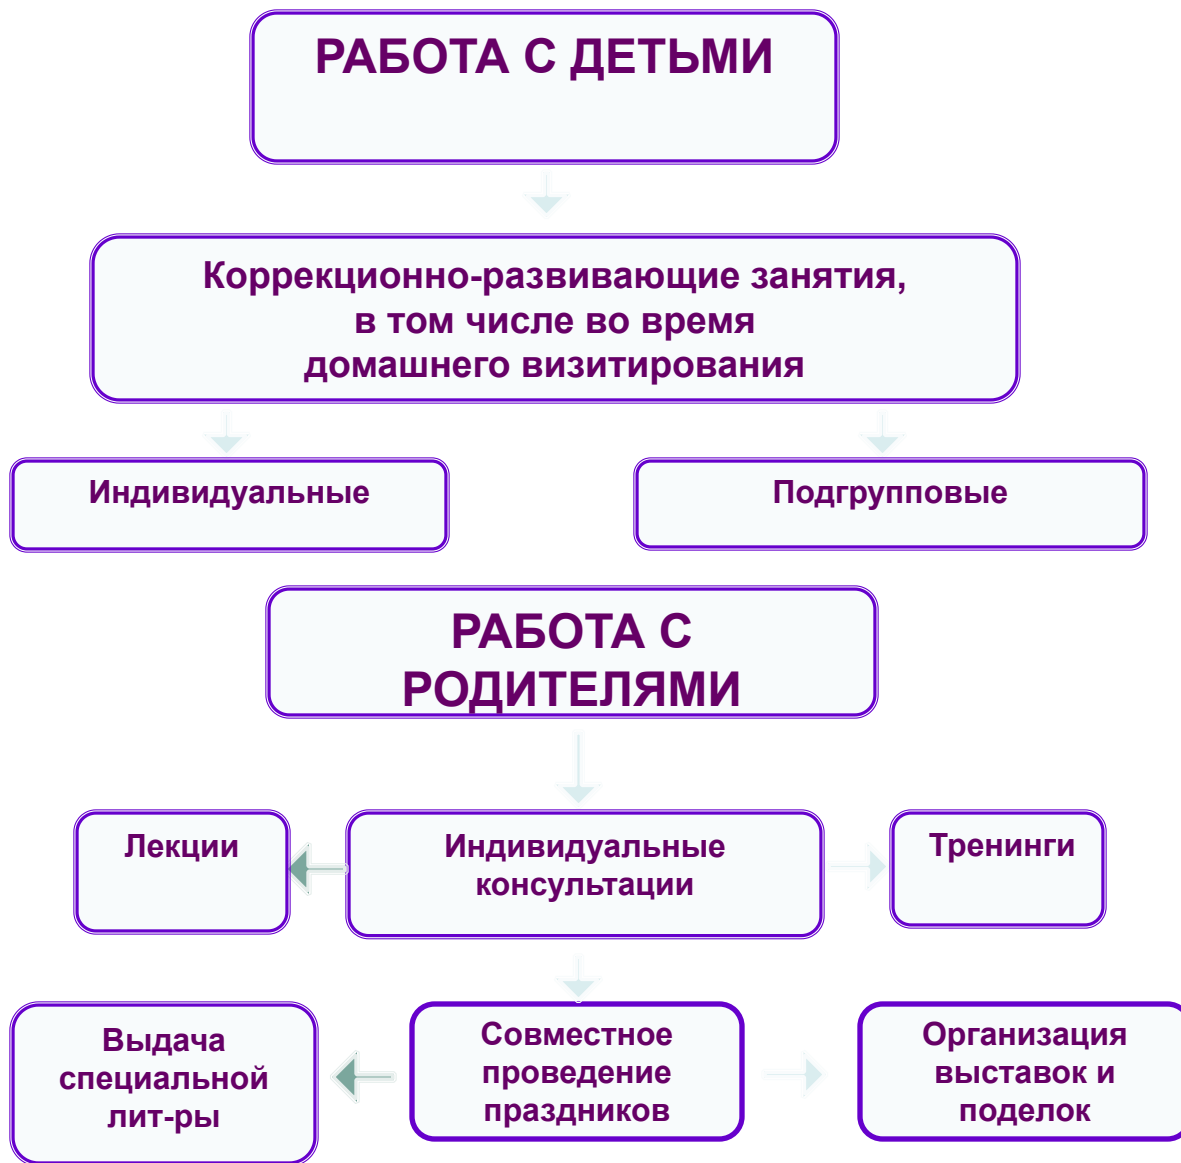 РАБОТА С ДЕТЬМИ
Коррекционно-развивающие занятия,
в том числе во время
домашнего визитирования
Индивидуальные
Подгрупповые
РАБОТА С
РОДИТЕЛЯМИ
Лекции
Индивидуальные
консультации
Тренинги
Выдача
специальной
лит-ры
Совместное
проведение
праздников
Организация
выставок и
поделок